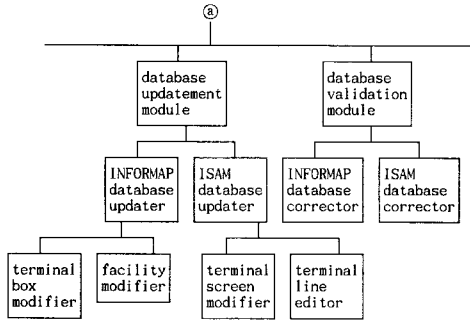 a
database
updatement
module
database
validation
module
INFORMAP
database
updater
ISAM
database
updater
INFORMAP
database
corrector
ISAM
database
corrector
terminal
box
modifier
facility
modifier
terminal
screen
modifier
terminal
line
editor